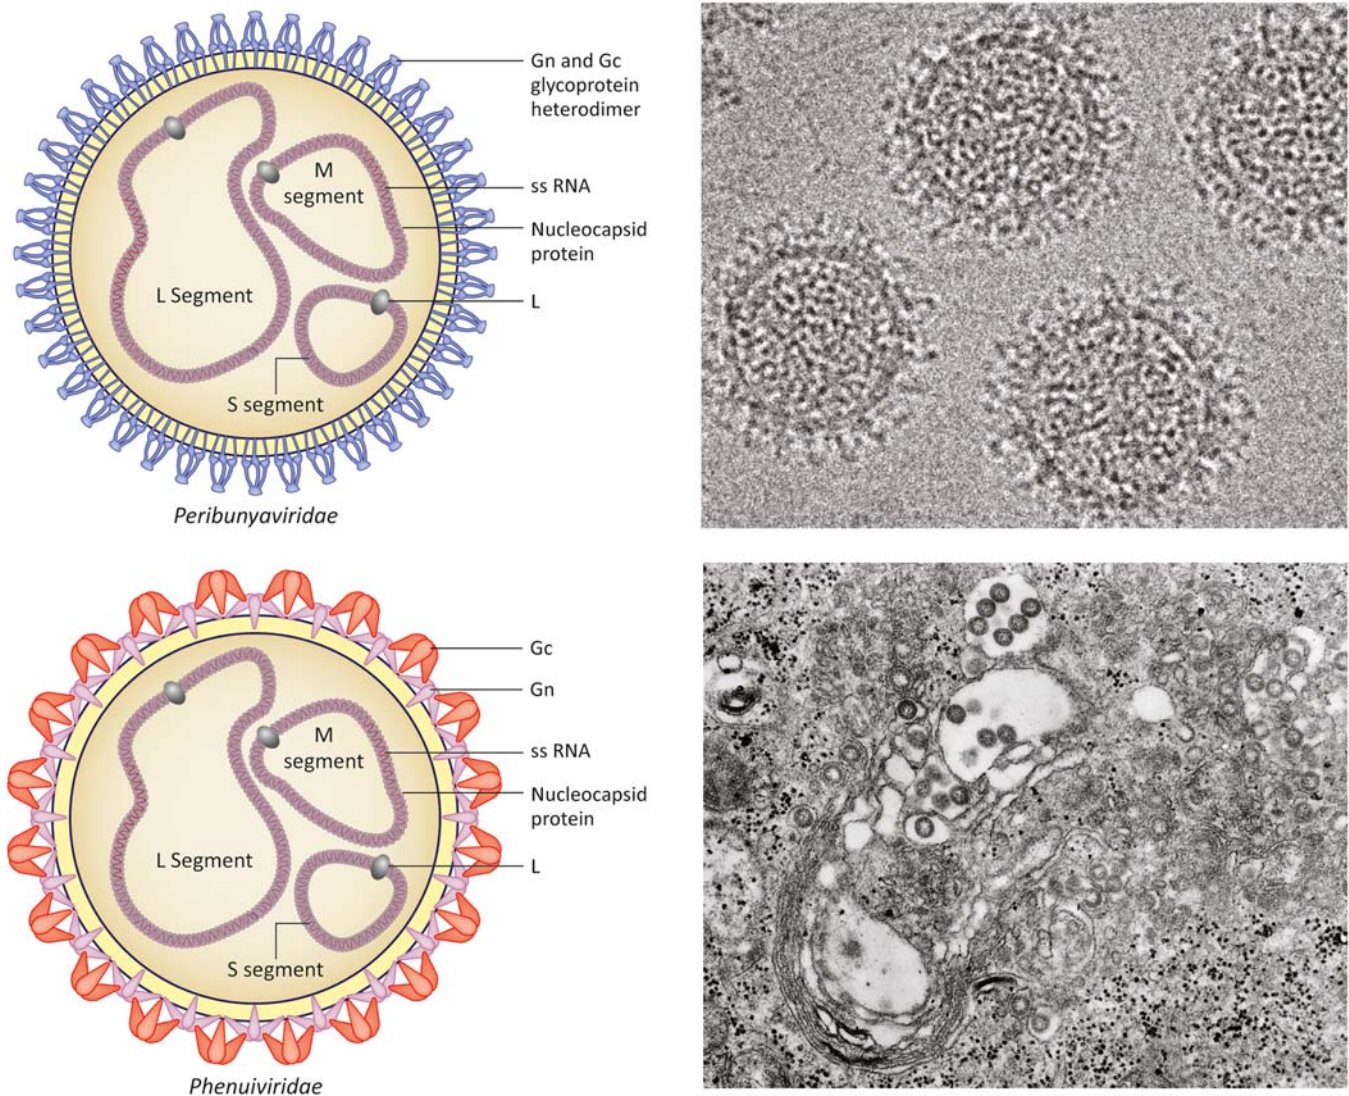 Gn and Gc
glycoprotein
heterodimer
M
segment
ss RNA
Nucleocapsid
protein
L Segment
L
S segment
Peribunyaviridae
Gc
Gn
M
segment
ss RNA
Nucleocapsid
protein
L Segment
L
S segment
Phenuiviridae